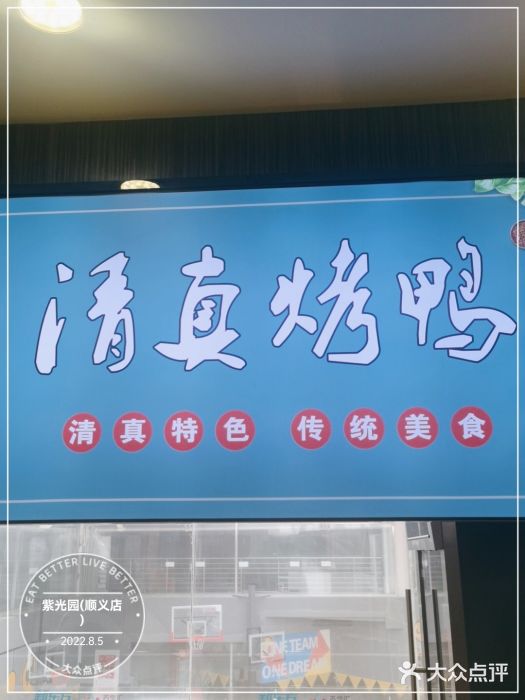 清真烤鸭
清真特色 传统美食
ONE TEAM
ONE DREAM
EAT BETTER LIVE BETTER
紫光园(顺义店
)
2022.8.5
大众点评
大众点评